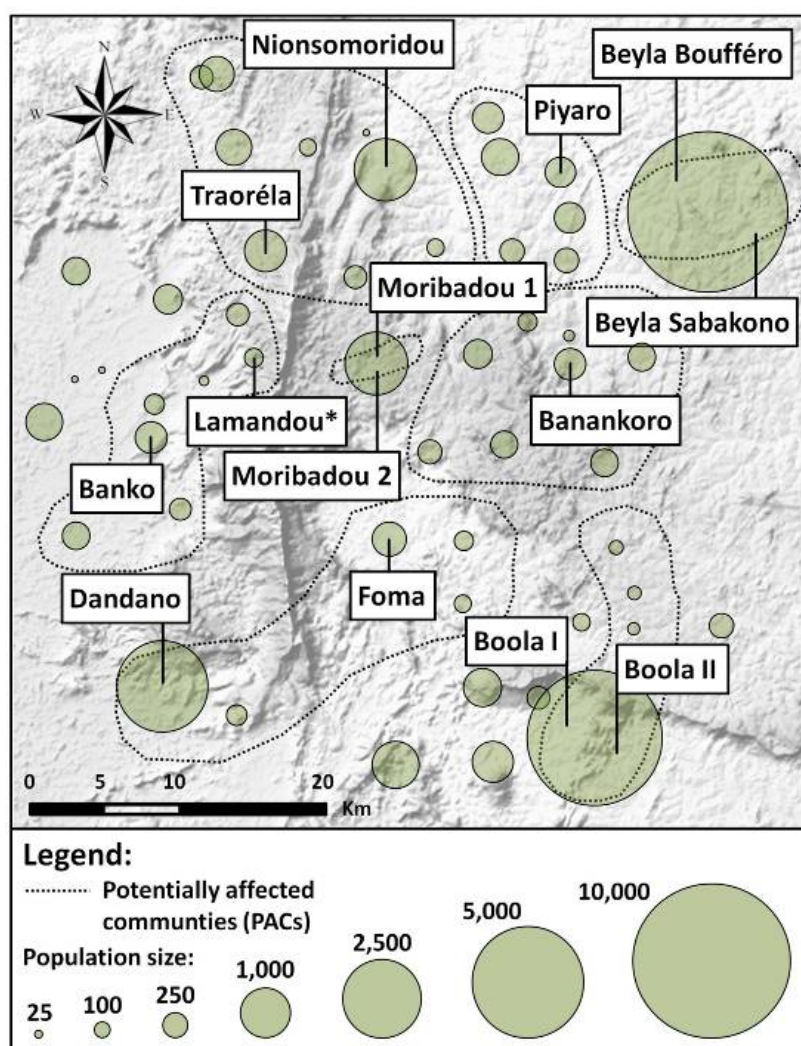 N
W
E
S
Nionsomoridou
Beyla Boufféro
Piyaro
Traoréla
Moribadou 1
Beyla Sabakono
Lamandou*
Banankoro
Moribadou 2
Banko
Foma
Dandano
Boola I
Boola II
0 5 10 20
Km
Legend:
Potentially affected
communties (PACs)
Population size:
25
100
250
1,000
2,500
5,000
10,000